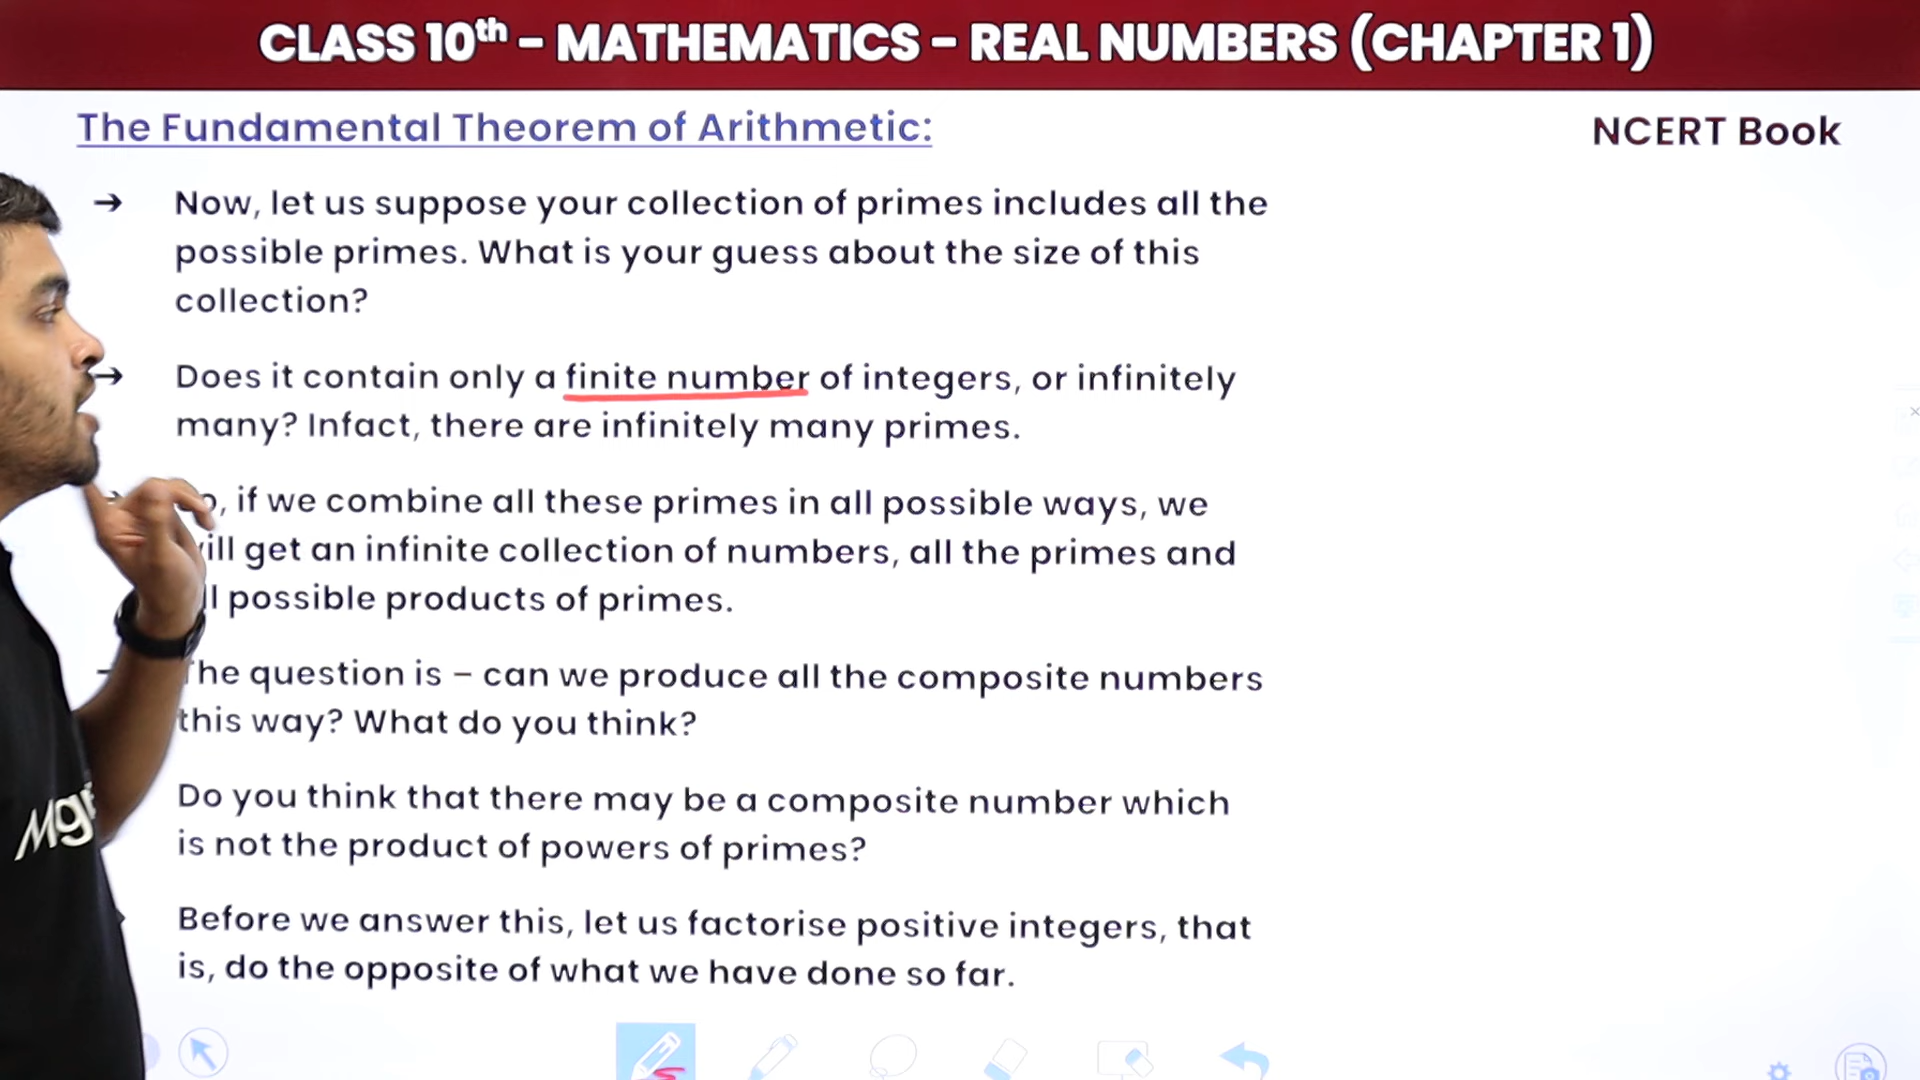 CLASS 10th – MATHEMATICS – REAL NUMBERS (CHAPTER 1)
The Fundamental Theorem of Arithmetic:
NCERT Book
→ Now, let us suppose your collection of primes includes all the
possible primes. What is your guess about the size of this
collection?
→ Does it contain only a finite number of integers, or infinitely
many? Infact, there are infinitely many primes.
, if we combine all these primes in all possible ways, we
ill get an infinite collection of numbers, all the primes and
l possible products of primes.
The question is – can we produce all the composite numbers
this way? What do you think?
Do you think that there may be a composite number which
is not the product of powers of primes?
Before we answer this, let us factorise positive integers, that
is, do the opposite of what we have done so far.